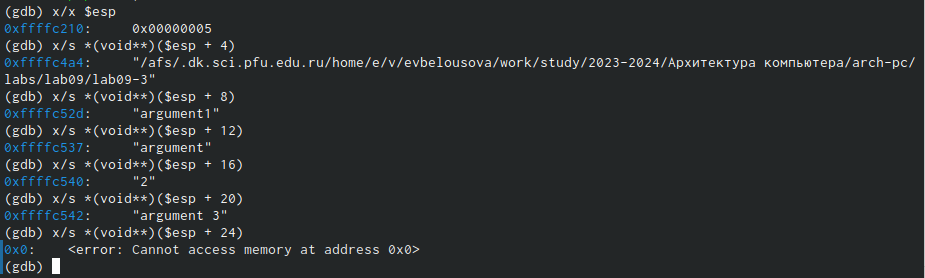 (gdb) x/x $esp
0xffffc210:     0x00000005
(gdb) x/s *(void**)($esp + 4)
0xffffc4a4:     "/afs/.dk.sci.pfu.edu.ru/home/e/v/evbelousova/work/study/2023-2024/Архитектура компьютера/arch-pc/
labs/lab09/lab09-3"
(gdb) x/s *(void**)($esp + 8)
0xffffc52d:     "argument1"
(gdb) x/s *(void**)($esp + 12)
0xffffc537:     "argument"
(gdb) x/s *(void**)($esp + 16)
0xffffc540:     "2"
(gdb) x/s *(void**)($esp + 20)
0xffffc542:     "argument 3"
(gdb) x/s *(void**)($esp + 24)
0x0:    <error: Cannot access memory at address 0x0>
(gdb)